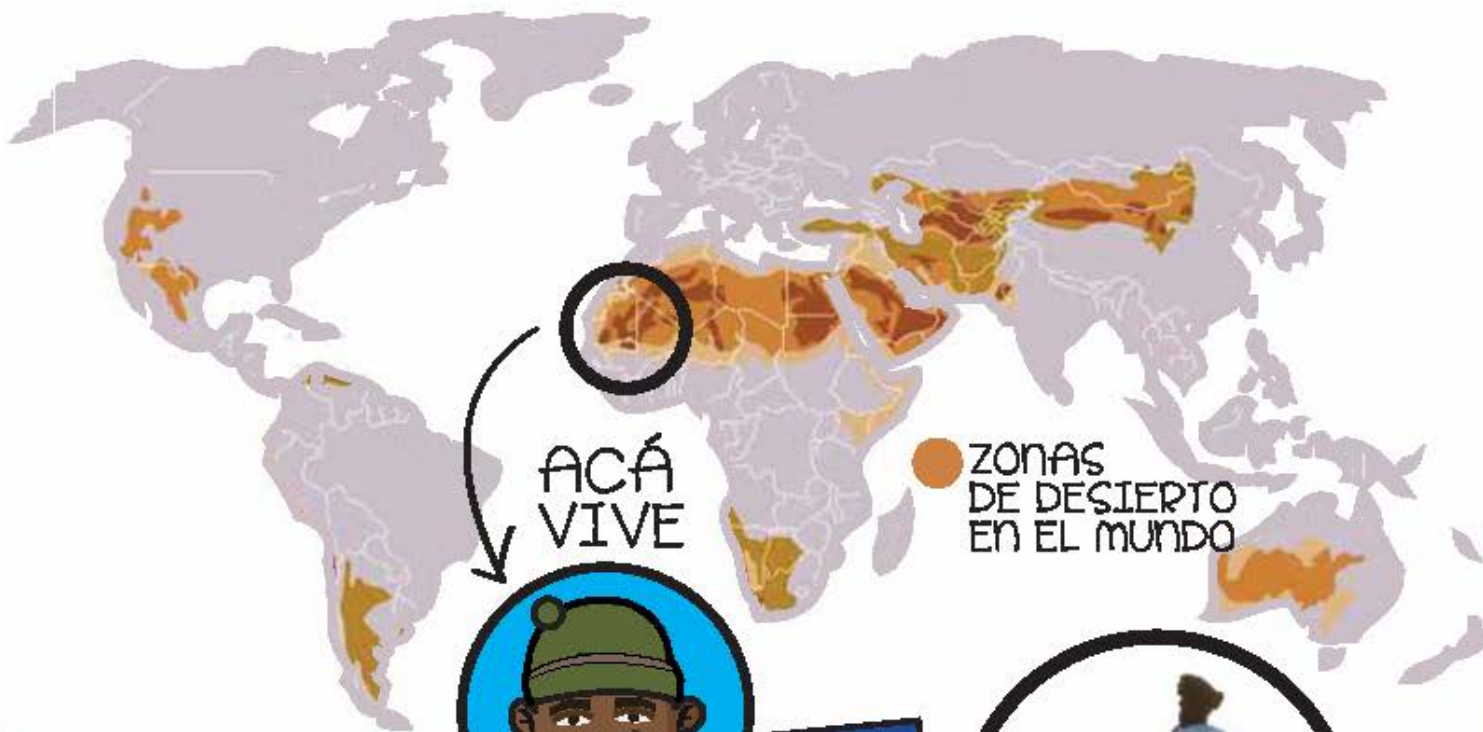 ACÁ
VIVE
ZONAS
DE DESIERTO
EN EL MUNDO